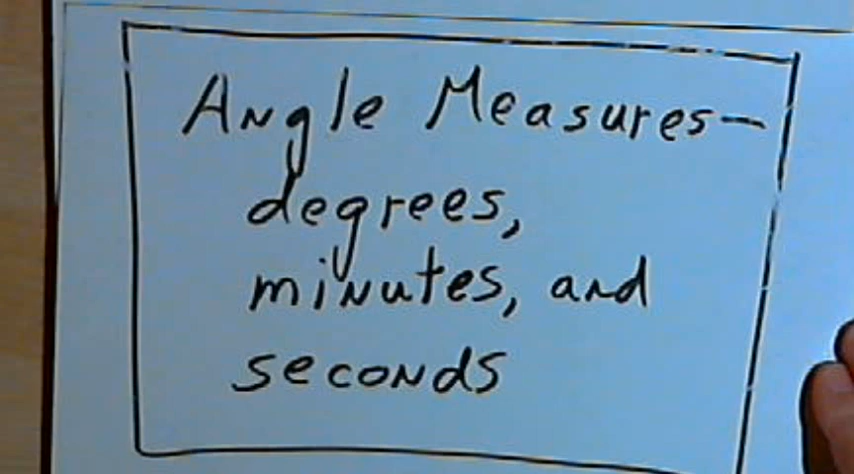 Angle Measures-
degrees,
minutes, and
seconds